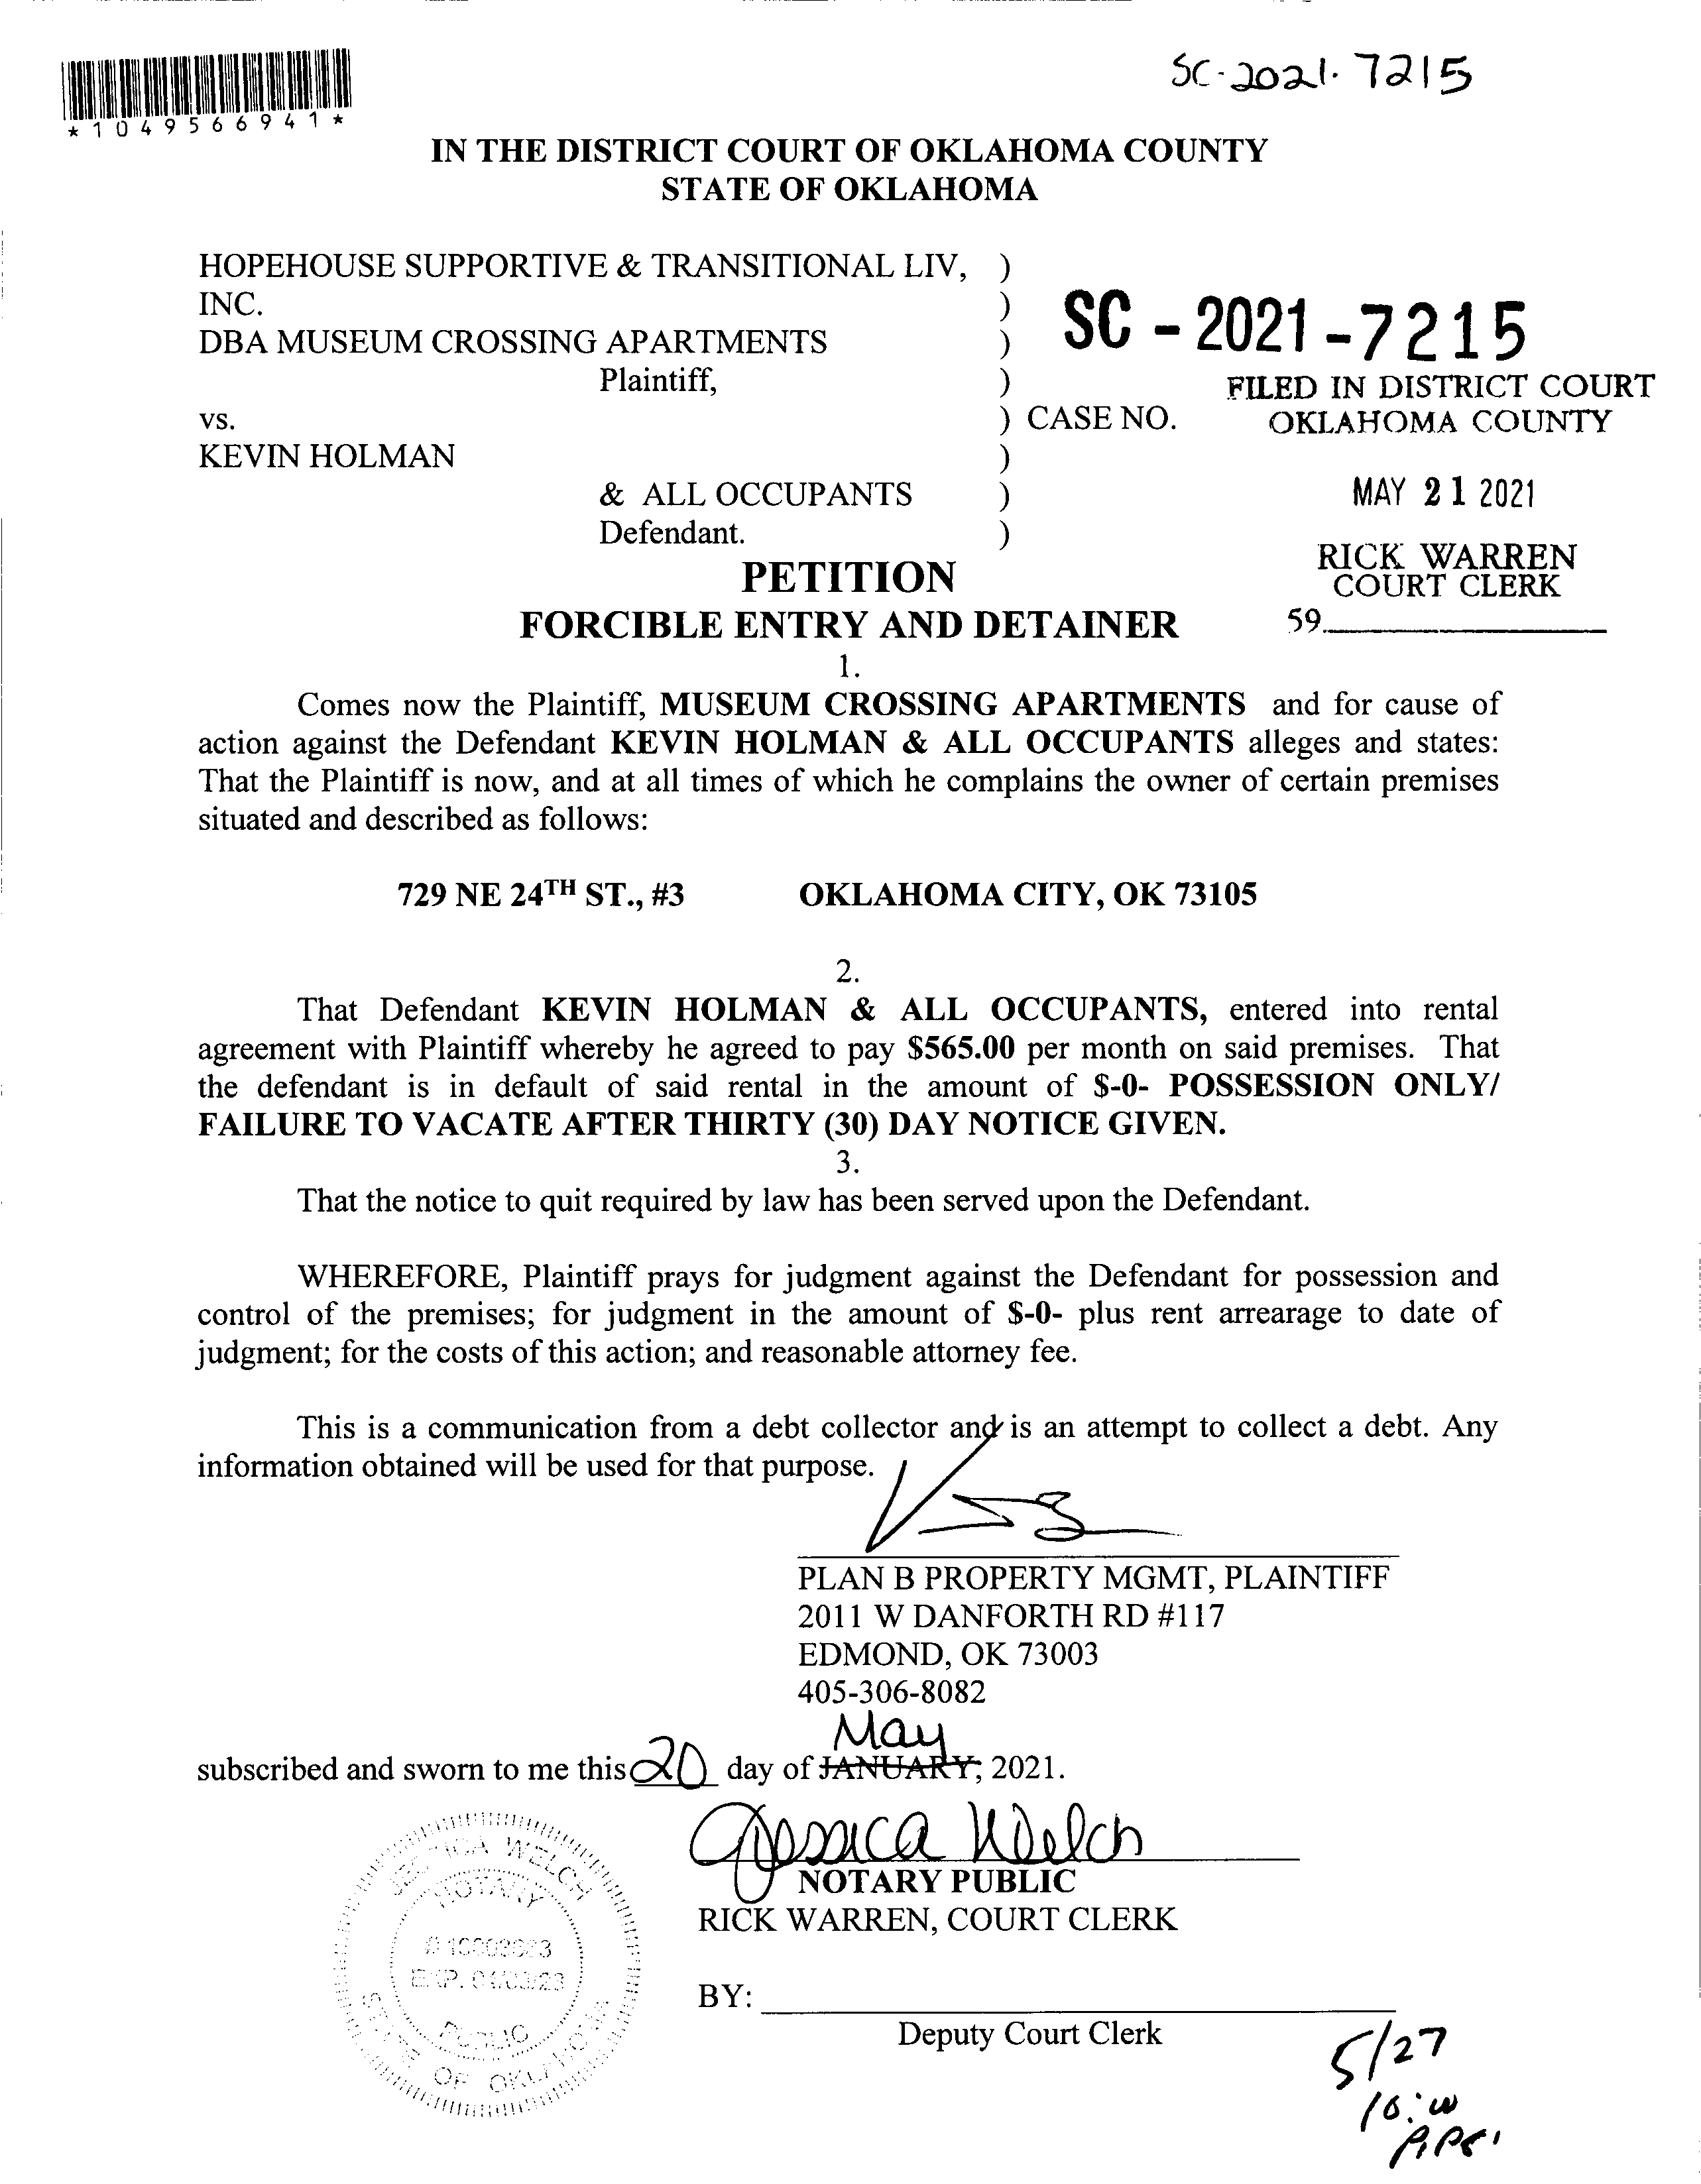 SC-2021-7215
*1049566941*
IN THE DISTRICT COURT OF OKLAHOMA COUNTY
STATE OF OKLAHOMA
HOPEHOUSE SUPPORTIVE & TRANSITIONAL LIV, )
INC. )
DBA MUSEUM CROSSING APARTMENTS )
Plaintiff, )
vs. ) CASE NO.
KEVIN HOLMAN )
& ALL OCCUPANTS )
Defendant. )
SC - 2021 - 7215
FILED IN DISTRICT COURT
OKLAHOMA COUNTY
MAY 21 2021
RICK WARREN
COURT CLERK
59
PETITION
FORCIBLE ENTRY AND DETAINER
1.
Comes now the Plaintiff, MUSEUM CROSSING APARTMENTS and for cause of
action against the Defendant KEVIN HOLMAN & ALL OCCUPANTS alleges and states:
That the Plaintiff is now, and at all times of which he complains the owner of certain premises
situated and described as follows:
729 NE 24TH ST., #3 OKLAHOMA CITY, OK 73105
2.
That Defendant KEVIN HOLMAN & ALL OCCUPANTS, entered into rental
agreement with Plaintiff whereby he agreed to pay $565.00 per month on said premises. That
the defendant is in default of said rental in the amount of $-0- POSSESSION ONLY/
FAILURE TO VACATE AFTER THIRTY (30) DAY NOTICE GIVEN.
3.
That the notice to quit required by law has been served upon the Defendant.
WHEREFORE, Plaintiff prays for judgment against the Defendant for possession and
control of the premises; for judgment in the amount of $-0- plus rent arrearage to date of
judgment; for the costs of this action; and reasonable attorney fee.
This is a communication from a debt collector and is an attempt to collect a debt. Any
information obtained will be used for that purpose.
PLAN B PROPERTY MGMT, PLAINTIFF
2011 W DANFORTH RD #117
EDMOND, OK 73003
405-306-8082
May
subscribed and sworn to me this 20 day of JANUARY, 2021.
Jessica Welch
NOTARY PUBLIC
RICK WARREN, COURT CLERK
BY:
Deputy Court Clerk
JESSICA WELCH
NOTARY
PUBLIC
STATE OF OKLAHOMA
5/27